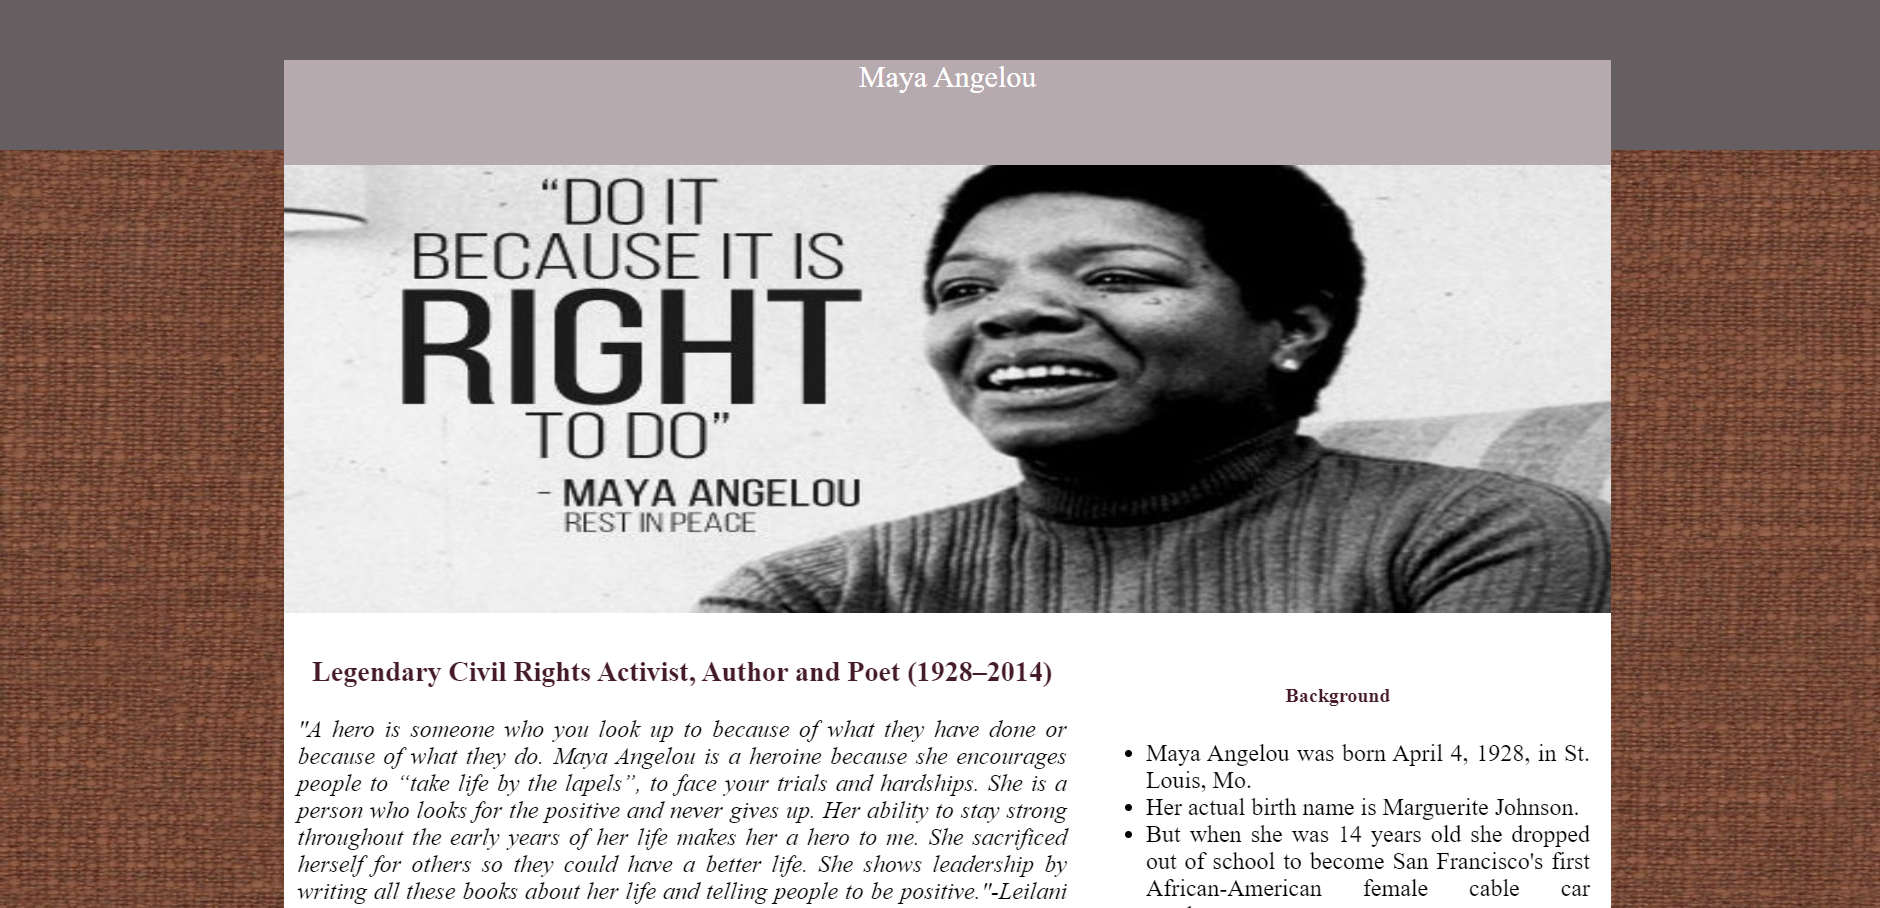 Maya Angelou
“DO IT
BECAUSE IT IS
RIGHT
TO DO”
- MAYA ANGELOU
REST IN PEACE
Legendary Civil Rights Activist, Author and Poet (1928–2014)
"A hero is someone who you look up to because of what they have done or
because of what they do. Maya Angelou is a heroine because she encourages
people to “take life by the lapels”, to face your trials and hardships. She is a
person who looks for the positive and never gives up. Her ability to stay strong
throughout the early years of her life makes her a hero to me. She sacrificed
herself for others so they could have a better life. She shows leadership by
writing all these books about her life and telling people to be positive."-Leilani
Background
• Maya Angelou was born April 4, 1928, in St.
Louis, Mo.
• Her actual birth name is Marguerite Johnson.
• But when she was 14 years old she dropped
out of school to become San Francisco's first
African-American female cable car